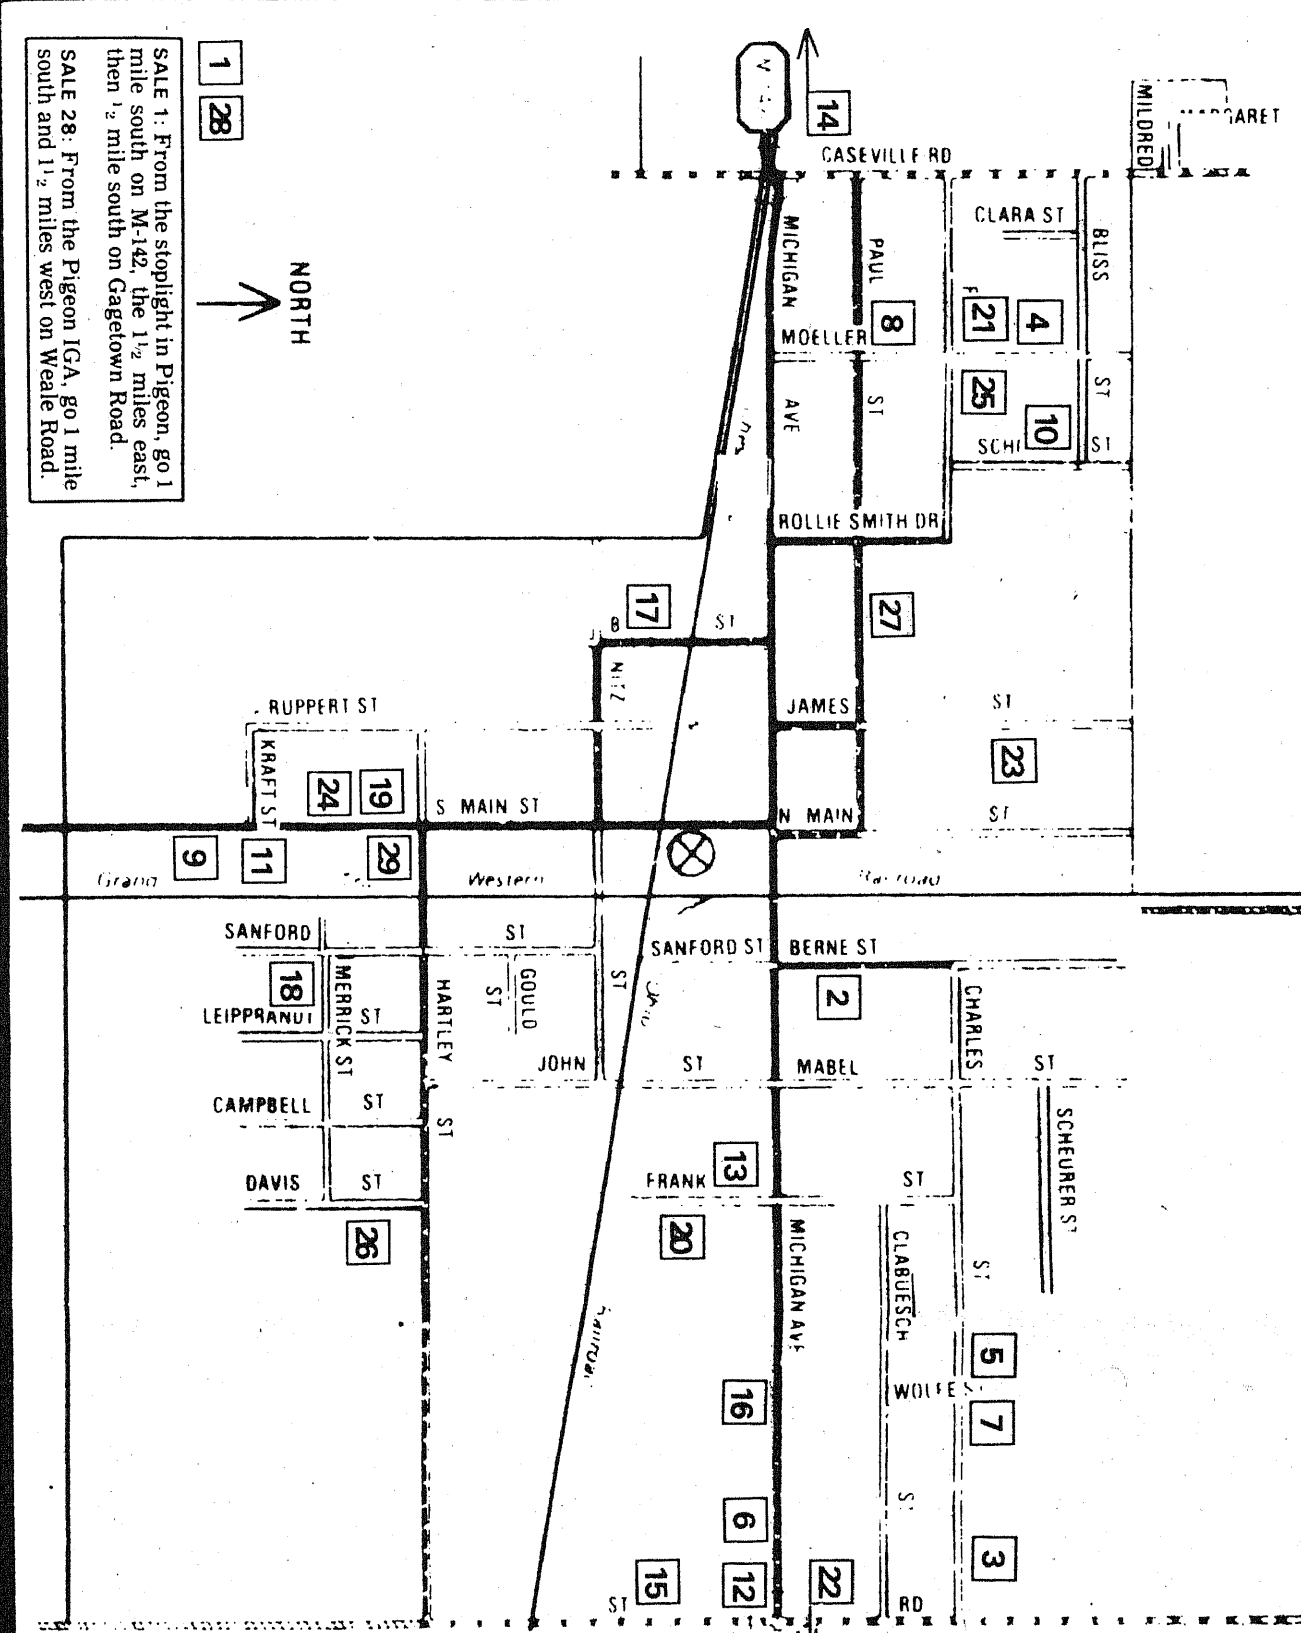 1
28
SALE 1: From the stoplight in Pigeon, go 1
mile south on M-142, the 1½ miles east,
then ½ mile south on Gagetown Road.
SALE 28: From the Pigeon IGA, go 1 mile
south and 1½ miles west on Weale Road.
NORTH
14
CASEVILLE RD
MILDRED
CLARA ST
BLISS
ST
MICHIGAN
AVE
PAUL
ST
8
MOELLER
21
4
25
10
ST
ROLLIE SMITH DR
17
ST
27
NITZ
RUPPERT ST
JAMES
ST
KRAFT ST
24
19
23
S MAIN ST
N MAIN
ST
9
11
29
Grand
Western
Railroad
SANFORD
ST
SANFORD ST
BERNE ST
18
MERRICK ST
HARTLEY
ST
GOULD
ST
ST
2
CHARLES
ST
LEIPPRANDT
ST
JOHN
ST
MABEL
ST
CAMPBELL
ST
SCHEURER ST
DAVIS
ST
13
FRANK
ST
26
20
MICHIGAN AVE
CLABUESCH
ST
5
16
WOLFE ST
7
6
3
15
12
22
ST
RD